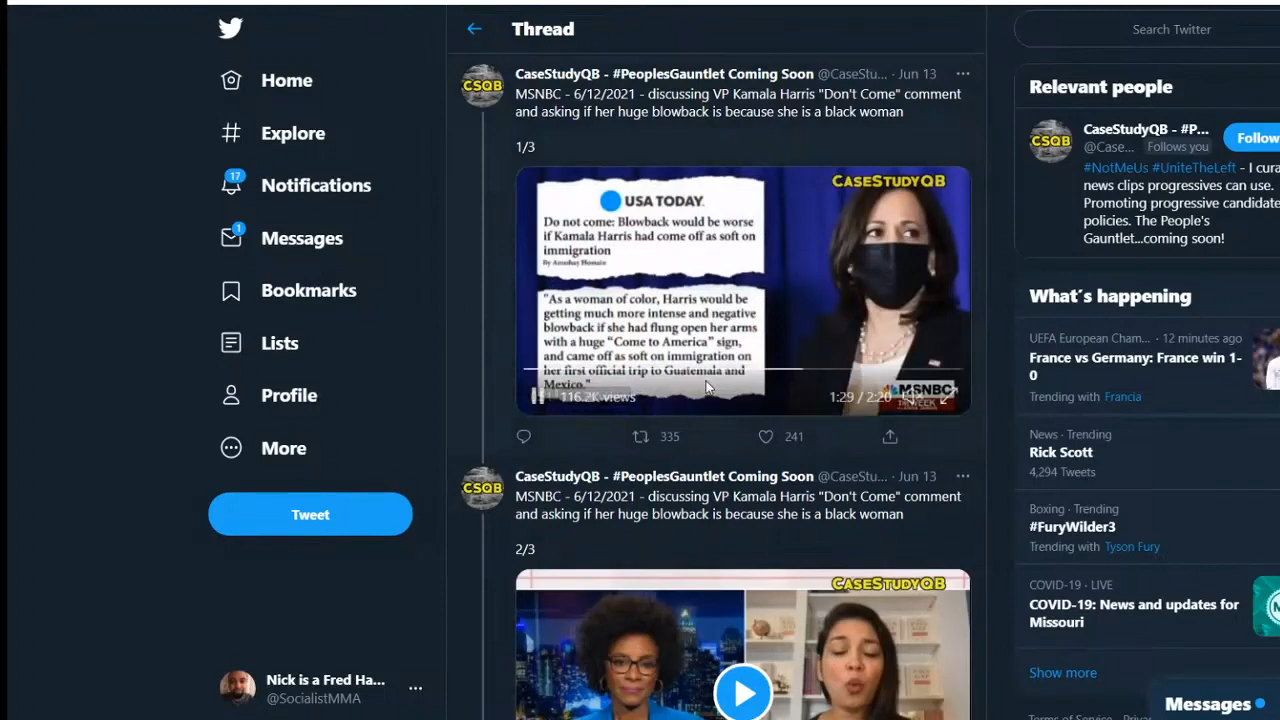 Home
Explore
17
Notifications
1
Messages
Bookmarks
Lists
Profile
More
Tweet
Nick is a Fred Ha...
@SocialistMMA
Thread
CSQB
CaseStudyQB - #PeoplesGauntlet Coming Soon @CaseStu... · Jun 13
MSNBC - 6/12/2021 - discussing VP Kamala Harris "Don't Come" comment
and asking if her huge blowback is because she is a black woman
1/3
CASESTUDYQB
USA TODAY
Do not come: Blowback would be worse
if Kamala Harris had come off as soft on
immigration
"As a woman of color, Harris would be
getting much more intense and negative
blowback if she had flung open her arms
with a huge "Come to America" sign,
and came off as soft on immigration on
her first official trip to Guatemala and
Mexico."
116.2K views
1:29 / 2:20
MSNBC
THE WEEK
335
241
CSQB
CaseStudyQB - #PeoplesGauntlet Coming Soon @CaseStu... · Jun 13
MSNBC - 6/12/2021 - discussing VP Kamala Harris "Don't Come" comment
and asking if her huge blowback is because she is a black woman
2/3
CASESTUDYQB
Search Twitter
Relevant people
CSQB
CaseStudyQB - #P...
@Case... Follows you
Follow
#NotMeUs #UniteTheLeft - I cura
news clips progressives can use.
Promoting progressive candidate
policies. The People's
Gauntlet...coming soon!
What's happening
UEFA European Cham... · 12 minutes ago
France vs Germany: France win 1-
0
Trending with Francia
News · Trending
Rick Scott
4,294 Tweets
Boxing · Trending
#FuryWilder3
Trending with Tyson Fury
COVID-19 · LIVE
COVID-19: News and updates for
Missouri
Show more
Messages
Terms of Service